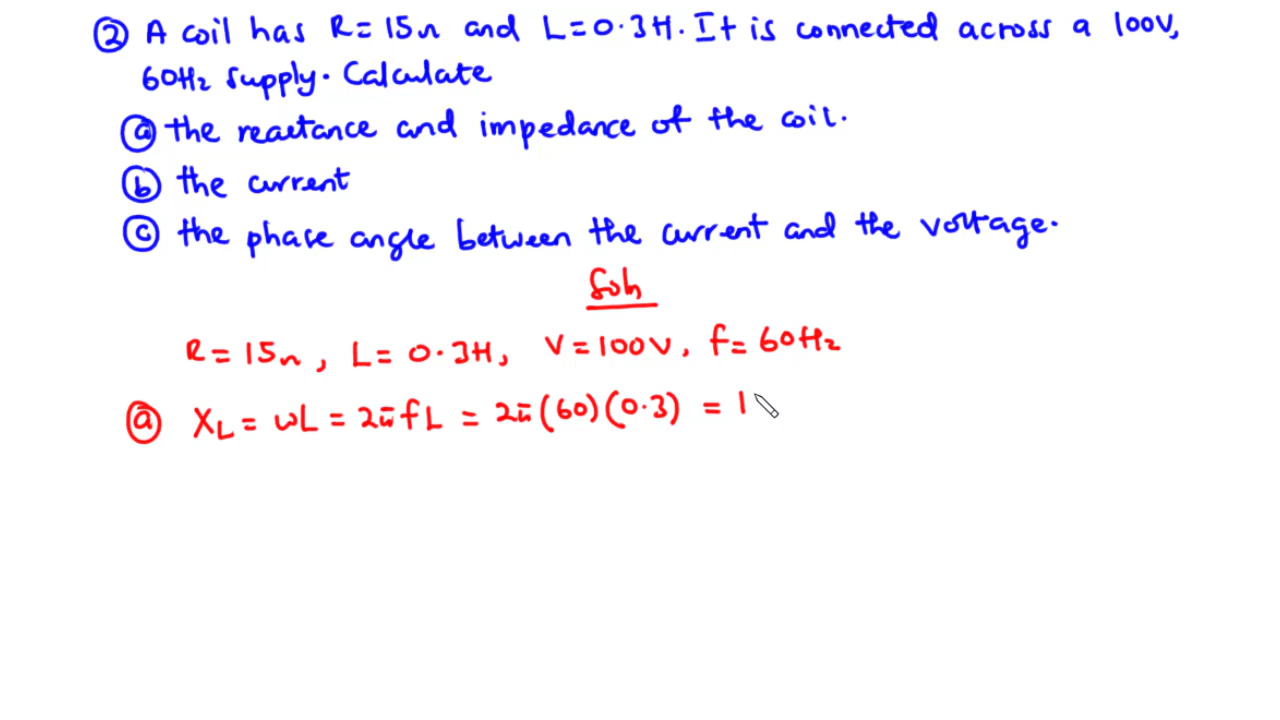 ② A coil has R= 15Ω and L=0.3H. It is connected across a 100V,
60Hz supply. Calculate
ⓐ the reactance and impedance of the coil.
ⓑ the current
ⓒ the phase angle between the current and the voltage.
Soln
R= 15Ω, L= 0.3H, V=100V, f= 60Hz
ⓐ XL = ωL = 2πfL = 2π(60)(0.3) = 1